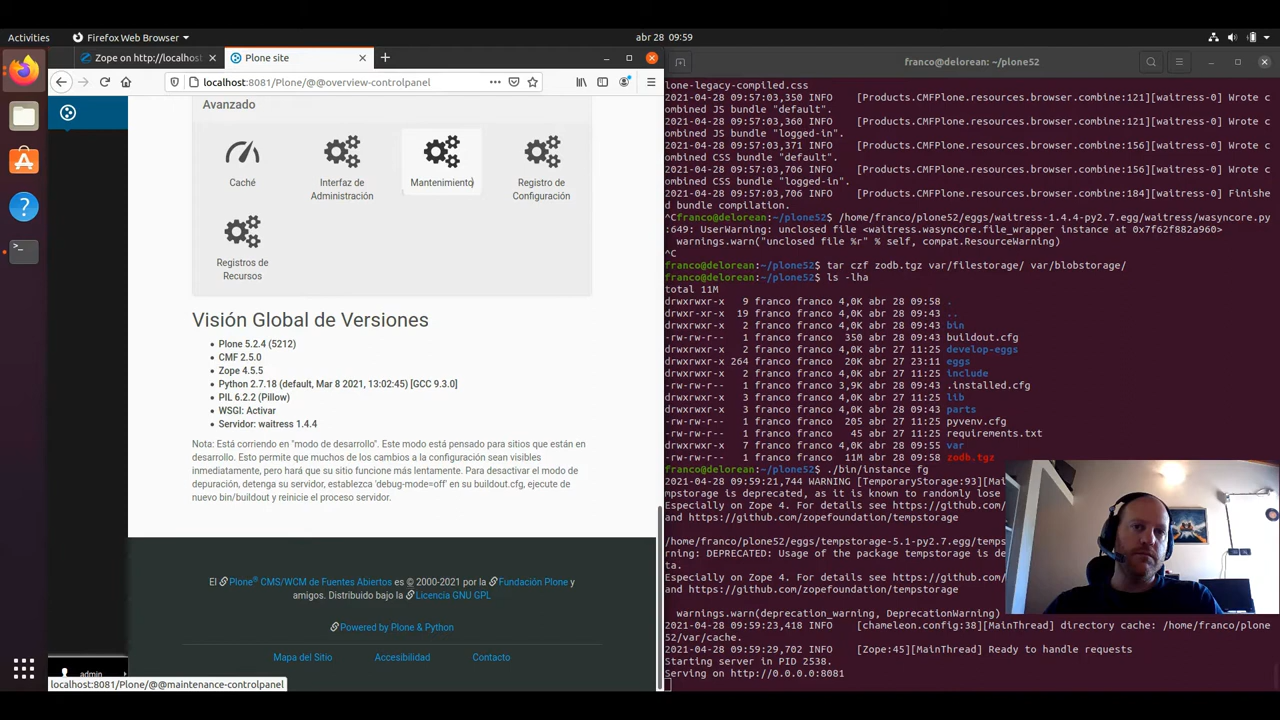 Activities
Firefox Web Browser
abr 28 09:59
Zope on http://localhos
Plone site
franco@delorean: ~/plone52
localhost:8081/Plone/@@overview-controlpanel
Avanzado
Caché
Interfaz de
Administración
Mantenimiento
Registro de
Configuración
Registros de
Recursos
Visión Global de Versiones
Plone 5.2.4 (5212)
CMF 2.5.0
Zope 4.5.5
Python 2.7.18 (default, Mar 8 2021, 13:02:45) [GCC 9.3.0]
PIL 6.2.2 (Pillow)
WSGI: Activar
Servidor: waitress 1.4.4
Nota: Está corriendo en "modo de desarrollo". Este modo está pensado para sitios que están en
desarrollo. Esto permite que muchos de los cambios a la configuración sean visibles
inmediatamente, pero hará que su sitio funcione más lentamente. Para desactivar el modo de
depuración, detenga su servidor, establezca 'debug-mode=off' en su buildout.cfg, ejecute de
nuevo bin/buildout y reinicie el proceso servidor.
El Plone® CMS/WCM de Fuentes Abiertos es © 2000-2021 por la Fundación Plone y
amigos. Distribuido bajo la Licencia GNU GPL
Powered by Plone & Python
Mapa del Sitio
Accesibilidad
Contacto
admin
localhost:8081/Plone/@@maintenance-controlpanel
lone-legacy-compiled.css
2021-04-28 09:57:03,350 INFO [Products.CMFPlone.resources.browser.combine:121][waitress-0] Wrote c
ombined JS bundle "default".
2021-04-28 09:57:03,360 INFO [Products.CMFPlone.resources.browser.combine:121][waitress-0] Wrote c
ombined JS bundle "logged-in".
2021-04-28 09:57:03,371 INFO [Products.CMFPlone.resources.browser.combine:156][waitress-0] Wrote c
ombined CSS bundle "default".
2021-04-28 09:57:03,706 INFO [Products.CMFPlone.resources.browser.combine:156][waitress-0] Wrote c
ombined CSS bundle "logged-in".
2021-04-28 09:57:03,706 INFO [Products.CMFPlone.resources.browser.combine:184][waitress-0] Finishe
d bundle compilation.
^Cfranco@delorean:~/plone52$ /home/franco/plone52/eggs/waitress-1.4.4-py2.7.egg/waitress/wasyncore.py
:649: UserWarning: unclosed file <waitress.wasyncore.file_wrapper instance at 0x7f62f882a960>
warnings.warn("unclosed file %r" % self, compat.ResourceWarning)
^C
franco@delorean:~/plone52$ tar czf zodb.tgz var/filestorage/ var/blobstorage/
franco@delorean:~/plone52$ ls -lha
total 11M
drwxrwxr-x 9 franco franco 4,0K abr 28 09:58 .
drwxrwxr-x 19 franco franco 4,0K abr 28 09:43 ..
drwxrwxr-x 2 franco franco 4,0K abr 28 09:43 bin
-rw-rw-r-- 1 franco franco 350 abr 28 09:43 buildout.cfg
drwxrwxr-x 2 franco franco 4,0K abr 27 11:25 develop-eggs
drwxrwxr-x 264 franco franco 20K abr 27 23:11 eggs
drwxrwxr-x 2 franco franco 4,0K abr 27 11:25 include
-rw-rw-r-- 1 franco franco 3,9K abr 28 09:43 .installed.cfg
drwxrwxr-x 3 franco franco 4,0K abr 27 11:25 lib
drwxrwxr-x 3 franco franco 4,0K abr 28 09:43 parts
-rw-rw-r-- 1 franco franco 205 abr 27 11:25 pyvenv.cfg
-rw-rw-r-- 1 franco franco 45 abr 27 11:25 requirements.txt
drwxrwxr-x 7 franco franco 4,0K abr 28 09:55 var
-rw-rw-r-- 1 franco franco 11M abr 28 09:58 zodb.tgz
franco@delorean:~/plone52$ ./bin/instance fg
2021-04-28 09:59:21,744 WARNING [TemporaryStorage:93][Ma
mpstorage is deprecated, as it is known to randomly lose
Especially on Zope 4. For details see https://github.com/
and https://github.com/zopefoundation/tempstorage
/home/franco/plone52/eggs/tempstorage-5.1-py2.7.egg/temps
rning: DEPRECATED: Usage of the package tempstorage is de
ta.
Especially on Zope 4. For details see https://github.com/
and https://github.com/zopefoundation/tempstorage
warnings.warn(deprecation_warning, DeprecationWarning)
2021-04-28 09:59:23,418 INFO [chameleon.config:38][MainThread] directory cache: /home/franco/plone
52/var/cache.
2021-04-28 09:59:29,702 INFO [Zope:45][MainThread] Ready to handle requests
Starting server in PID 2538.
Serving on http://0.0.0.0:8081